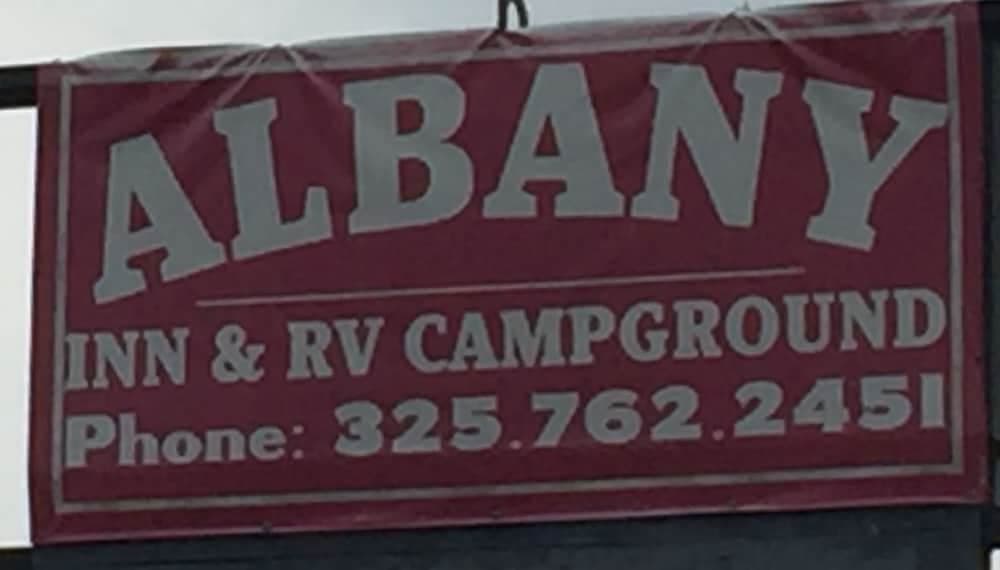 ALBANY
INN & RV CAMPGROUND
Phone: 325.762.2451